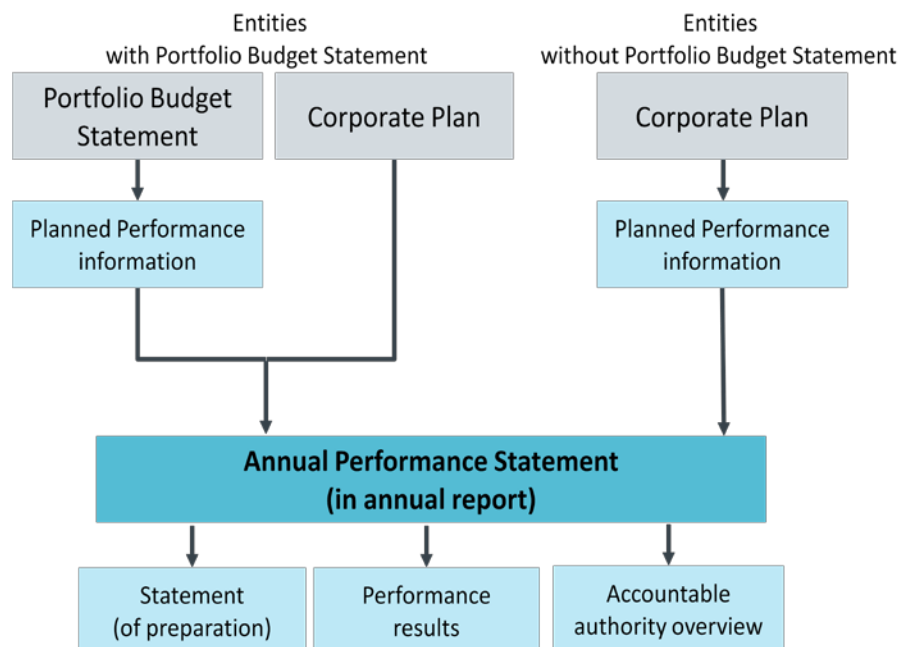 Entities
with Portfolio Budget Statement
Entities
without Portfolio Budget Statement
Portfolio Budget
Statement
Corporate Plan
Corporate Plan
Planned Performance
information
Planned Performance
information
Annual Performance Statement
(in annual report)
Statement
(of preparation)
Performance
results
Accountable
authority overview